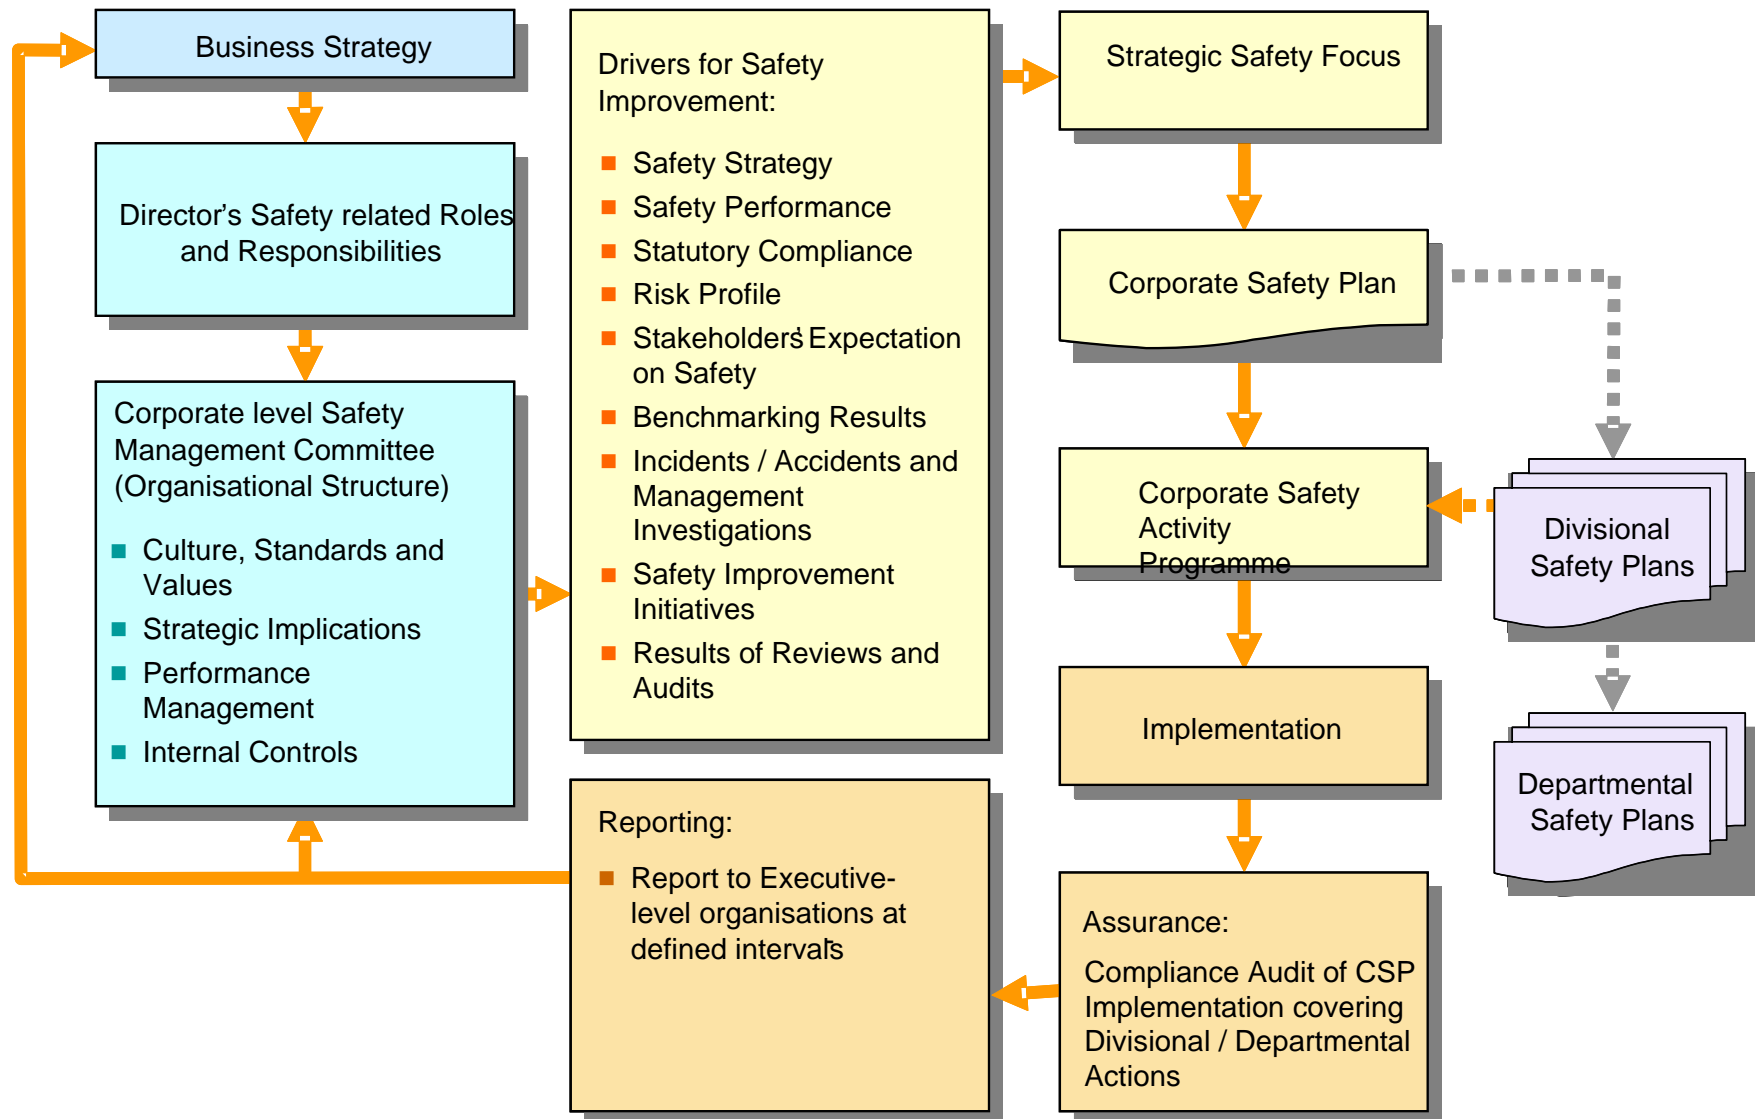 Business Strategy
Director's Safety related Roles
and Responsibilities
Corporate level Safety
Management Committee
(Organisational Structure)
Culture, Standards and
Values
Strategic Implications
Performance
Management
Internal Controls
Drivers for Safety
Improvement:
Safety Strategy
Safety Performance
Statutory Compliance
Risk Profile
Stakeholders' Expectation
on Safety
Benchmarking Results
Incidents / Accidents and
Management
Investigations
Safety Improvement
Initiatives
Results of Reviews and
Audits
Reporting:
Report to Executive-
level organisations at
defined intervals
Strategic Safety Focus
Corporate Safety Plan
Corporate Safety
Activity
Programme
Implementation
Assurance:
Compliance Audit of CSP
Implementation covering
Divisional / Departmental
Actions
Divisional
Safety Plans
Departmental
Safety Plans